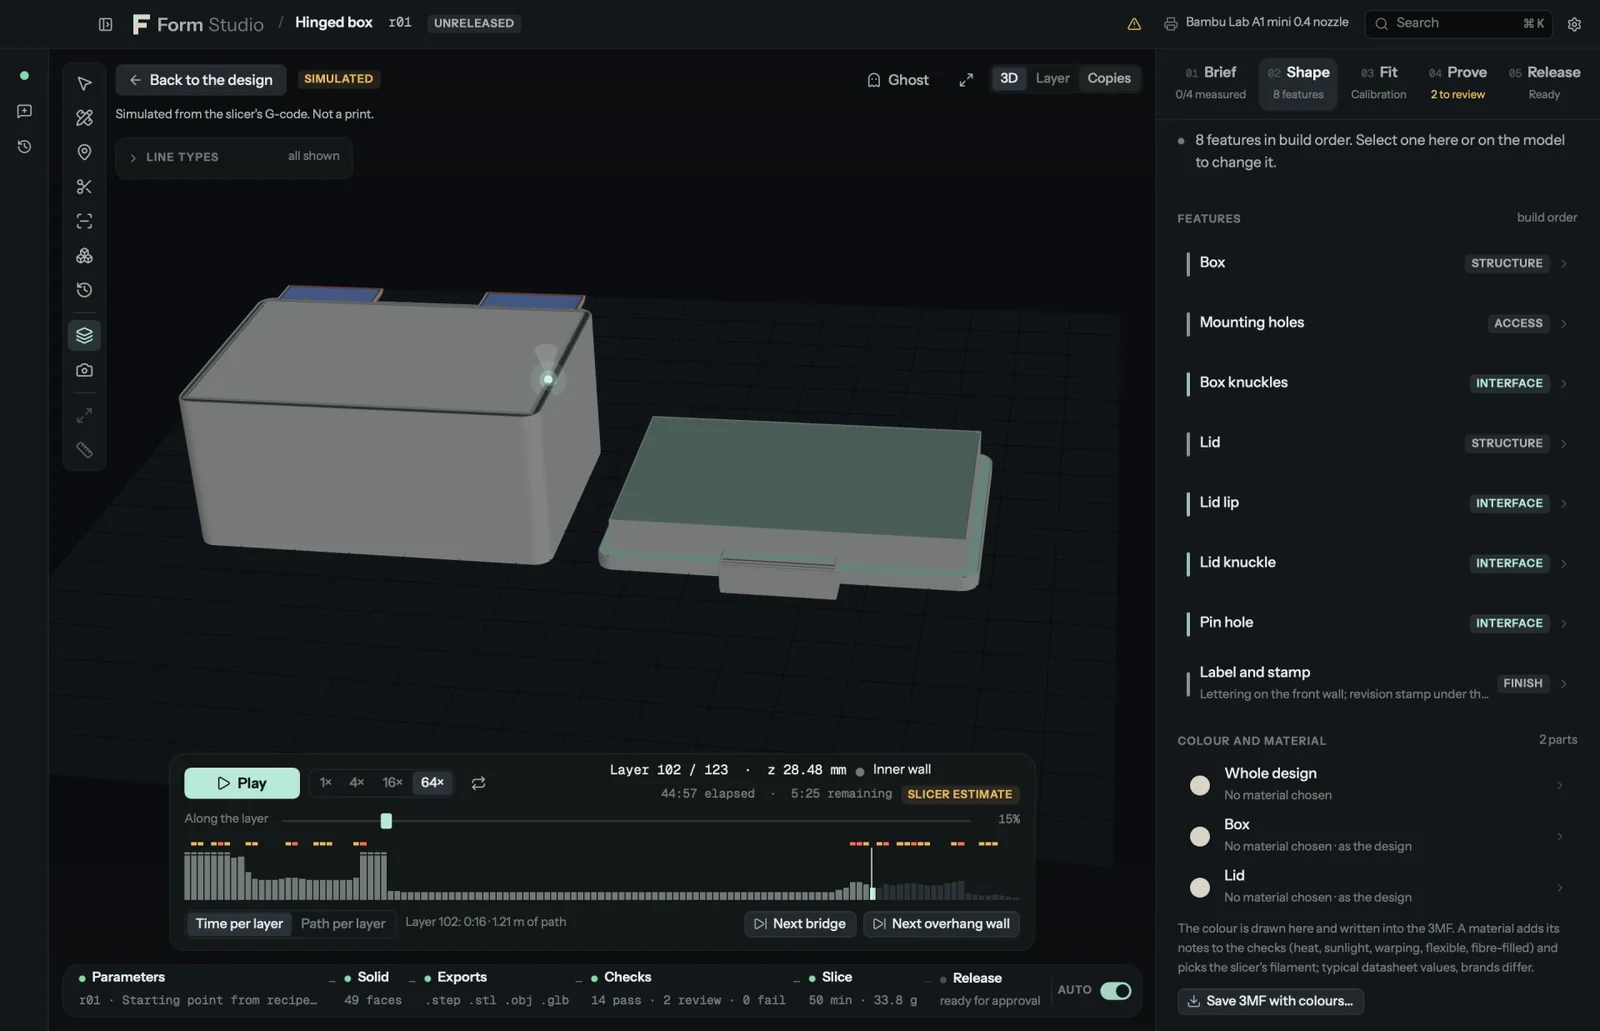 Form Studio / Hinged box r01 UNRELEASED
Bambu Lab A1 mini 0.4 nozzle
Search ⌘ K
Back to the design SIMULATED
Simulated from the slicer's G-code. Not a print.
LINE TYPES all shown
Ghost
3D Layer Copies
01 Brief
0/4 measured
02 Shape
8 features
03 Fit
Calibration
04 Prove
2 to review
05 Release
Ready
8 features in build order. Select one here or on the model
to change it.
FEATURES build order
Box STRUCTURE
Mounting holes ACCESS
Box knuckles INTERFACE
Lid STRUCTURE
Lid lip INTERFACE
Lid knuckle INTERFACE
Pin hole INTERFACE
Label and stamp FINISH
Lettering on the front wall; revision stamp under th…
COLOUR AND MATERIAL 2 parts
Whole design
No material chosen
Box
No material chosen · as the design
Lid
No material chosen · as the design
The colour is drawn here and written into the 3MF. A material adds its
notes to the checks (heat, sunlight, warping, flexible, fibre-filled) and
picks the slicer's filament; typical datasheet values, brands differ.
Save 3MF with colours…
Play 1× 4× 16× 64×
Layer 102 / 123 · z 28.48 mm Inner wall
44:57 elapsed · 5:25 remaining SLICER ESTIMATE
Along the layer 15%
Time per layer Path per layer Layer 102: 0:16 · 1.21 m of path
Next bridge Next overhang wall
Parameters
r01 · Starting point from recipe…
Solid
49 faces
Exports
.step .stl .obj .glb
Checks
14 pass · 2 review · 0 fail
Slice
50 min · 33.8 g
Release
ready for approval
AUTO